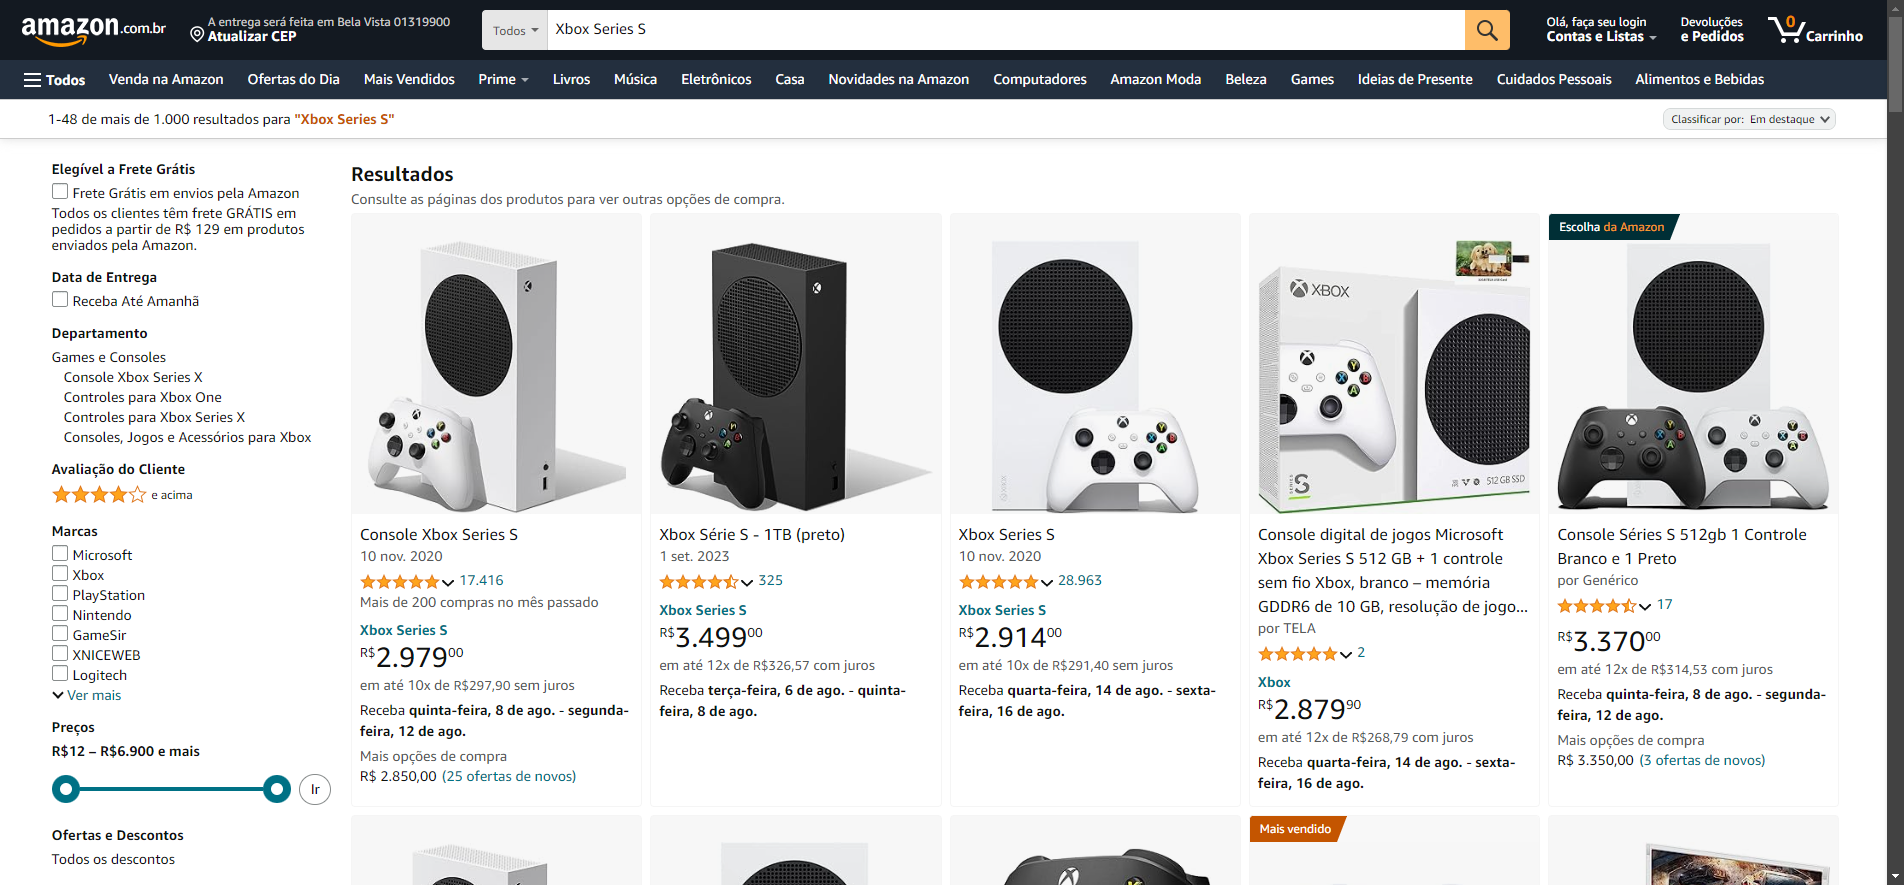 amazon.com.br
A entrega será feita em Bela Vista 01319900
Atualizar CEP
Todos
Xbox Series S
Olá, faça seu login
Contas e Listas
Devoluções
e Pedidos
0
Carrinho
Todos
Venda na Amazon
Ofertas do Dia
Mais Vendidos
Prime
Livros
Música
Eletrônicos
Casa
Novidades na Amazon
Computadores
Amazon Moda
Beleza
Games
Ideias de Presente
Cuidados Pessoais
Alimentos e Bebidas
1-48 de mais de 1.000 resultados para "Xbox Series S"
Classificar por: Em destaque
Elegível a Frete Grátis
Frete Grátis em envios pela Amazon
Todos os clientes têm frete GRÁTIS em
pedidos a partir de R$ 129 em produtos
enviados pela Amazon.
Data de Entrega
Receba Até Amanhã
Departamento
Games e Consoles
Console Xbox Series X
Controles para Xbox One
Controles para Xbox Series X
Consoles, Jogos e Acessórios para Xbox
Avaliação do Cliente
e acima
Marcas
Microsoft
Xbox
PlayStation
Nintendo
GameSir
XNICEWEB
Logitech
Ver mais
Preços
R$12 – R$6.900 e mais
Ir
Ofertas e Descontos
Todos os descontos
Resultados
Consulte as páginas dos produtos para ver outras opções de compra.
Console Xbox Series S
10 nov. 2020
17.416
Mais de 200 compras no mês passado
Xbox Series S
R$2.97900
em até 10x de R$297,90 sem juros
Receba quinta-feira, 8 de ago. - segunda-
feira, 12 de ago.
Mais opções de compra
R$ 2.850,00 (25 ofertas de novos)
Xbox Série S - 1TB (preto)
1 set. 2023
325
Xbox Series S
R$3.49900
em até 12x de R$326,57 com juros
Receba terça-feira, 6 de ago. - quinta-
feira, 8 de ago.
Xbox Series S
10 nov. 2020
28.963
Xbox Series S
R$2.91400
em até 10x de R$291,40 sem juros
Receba quarta-feira, 14 de ago. - sexta-
feira, 16 de ago.
XBOX
SERIES S
512 GB SSD
Console digital de jogos Microsoft
Xbox Series S 512 GB + 1 controle
sem fio Xbox, branco – memória
GDDR6 de 10 GB, resolução de jogo...
por TELA
2
Xbox
R$2.87990
em até 12x de R$268,79 com juros
Receba quarta-feira, 14 de ago. - sexta-
feira, 16 de ago.
Escolha da Amazon
Console Séries S 512gb 1 Controle
Branco e 1 Preto
por Genérico
17
R$3.37000
em até 12x de R$314,53 com juros
Receba quinta-feira, 8 de ago. - segunda-
feira, 12 de ago.
Mais opções de compra
R$ 3.350,00 (3 ofertas de novos)
Mais vendido